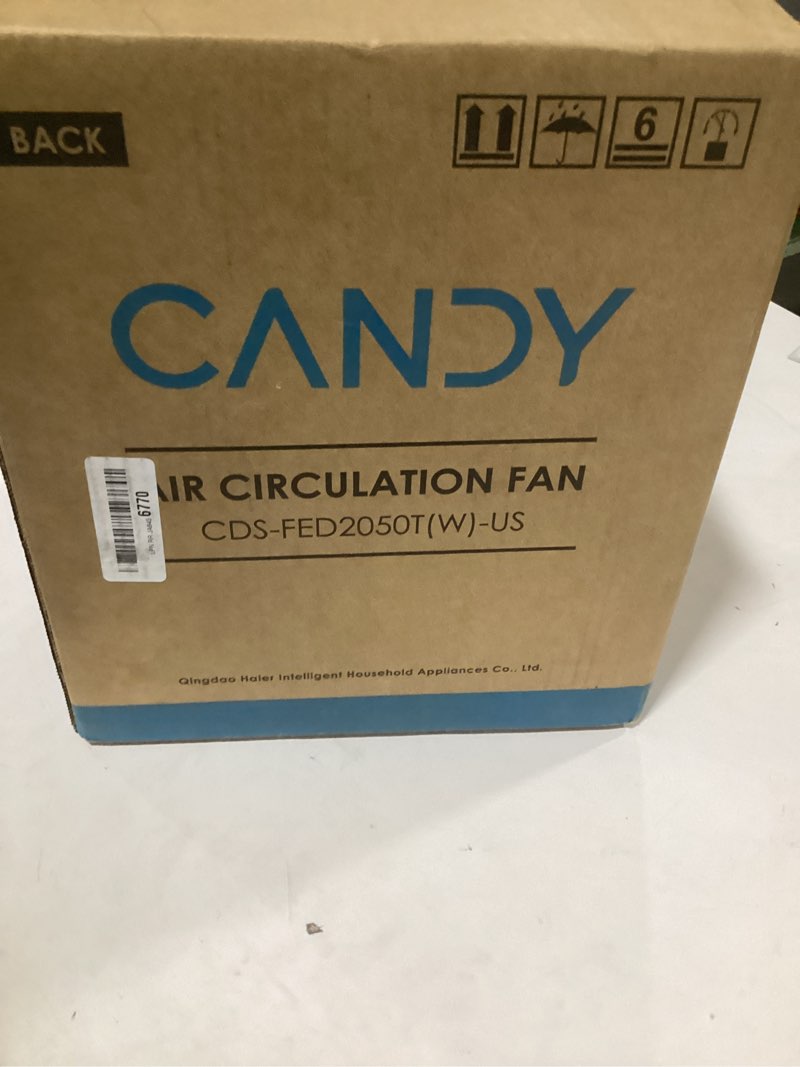 BACK
6
CANDY
AIR CIRCULATION FAN
CDS-FED2050T(W)-US
6770
Qingdao Haier Intelligent Household Appliances Co., Ltd.